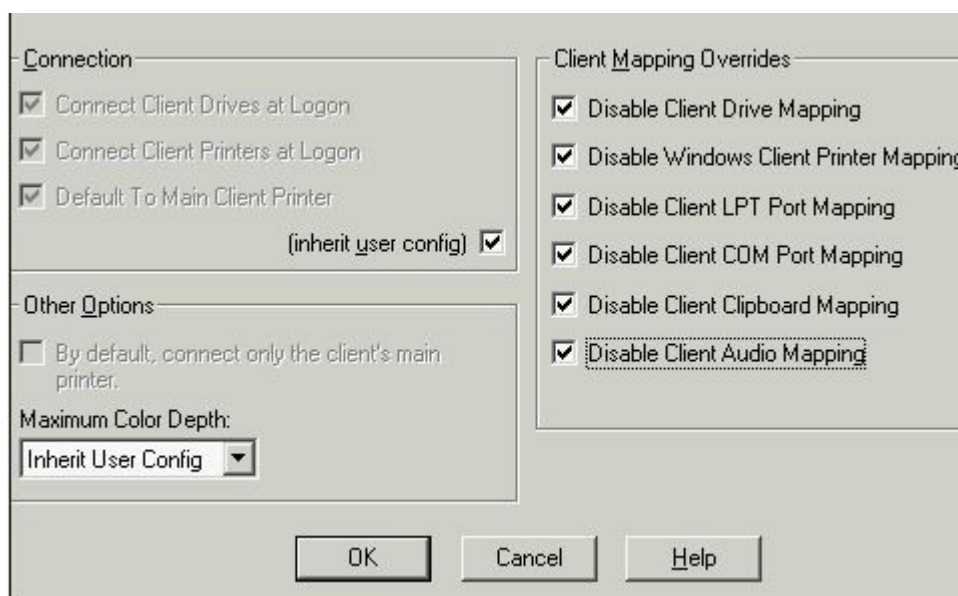 Connection
Connect Client Drives at Logon
Connect Client Printers at Logon
Default To Main Client Printer
(inherit user config)
Other Options
By default, connect only the client's main
printer.
Maximum Color Depth:
Inherit User Config
Client Mapping Overrides
Disable Client Drive Mapping
Disable Windows Client Printer Mapping
Disable Client LPT Port Mapping
Disable Client COM Port Mapping
Disable Client Clipboard Mapping
Disable Client Audio Mapping
OK
Cancel
Help